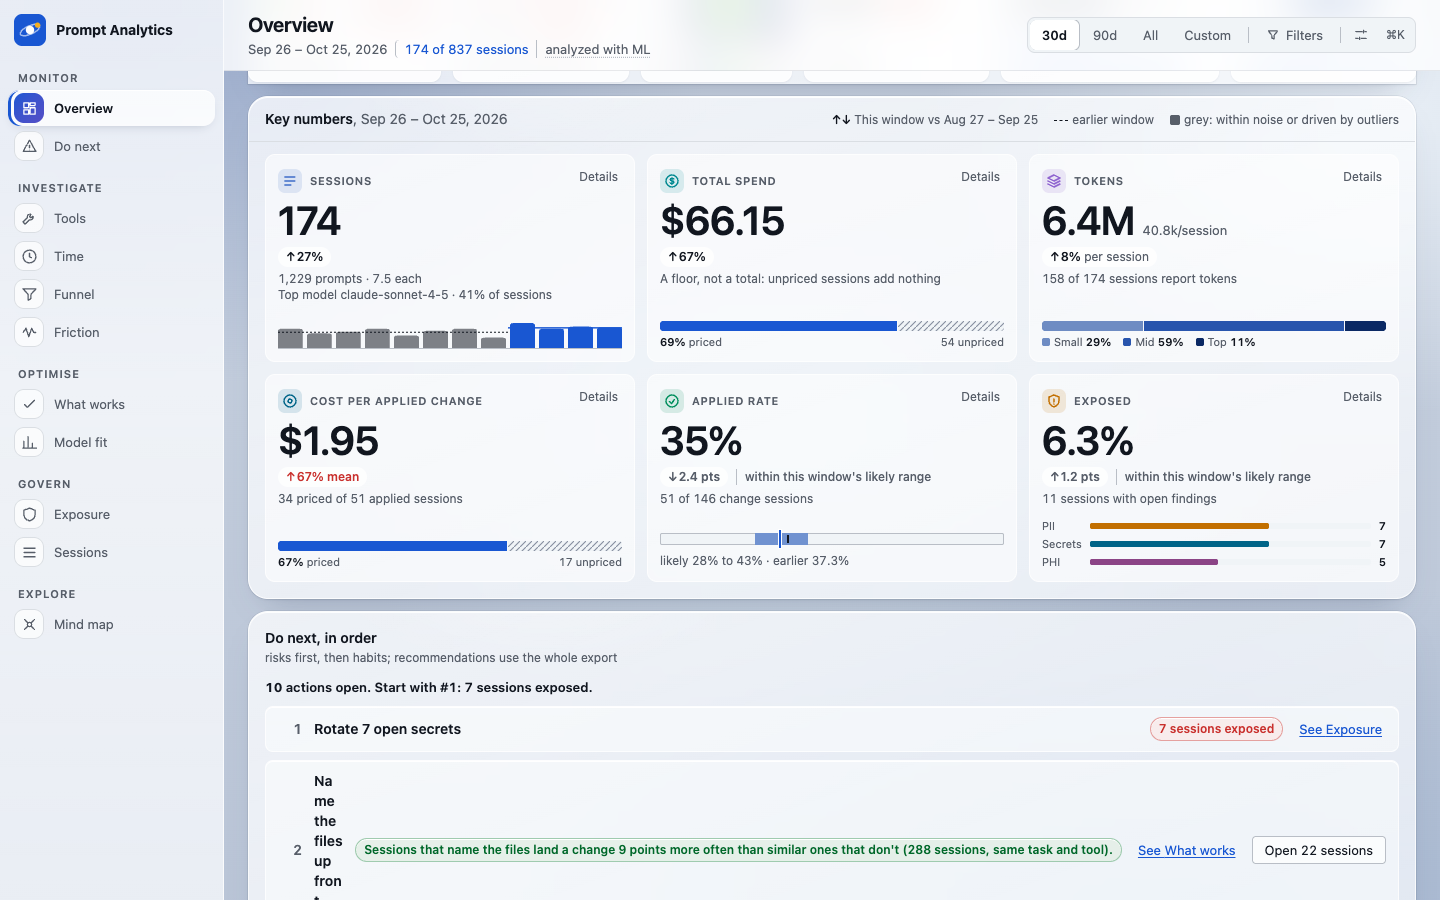 Prompt Analytics
MONITOR
Overview
Do next
INVESTIGATE
Tools
Time
Funnel
Friction
OPTIMISE
What works
Model fit
GOVERN
Exposure
Sessions
EXPLORE
Mind map
Overview
Sep 26 – Oct 25, 2026 174 of 837 sessions analyzed with ML
30d 90d All Custom Filters ⌘K
Key numbers, Sep 26 – Oct 25, 2026
↑↓ This window vs Aug 27 – Sep 25 --- earlier window grey: within noise or driven by outliers
SESSIONS Details
174
↑27%
1,229 prompts · 7.5 each
Top model claude-sonnet-4-5 · 41% of sessions
TOTAL SPEND Details
$66.15
↑67%
A floor, not a total: unpriced sessions add nothing
69% priced 54 unpriced
TOKENS Details
6.4M 40.8k/session
↑8% per session
158 of 174 sessions report tokens
Small 29% Mid 59% Top 11%
COST PER APPLIED CHANGE Details
$1.95
↑67% mean
34 priced of 51 applied sessions
67% priced 17 unpriced
APPLIED RATE Details
35%
↓2.4 pts within this window's likely range
51 of 146 change sessions
likely 28% to 43% · earlier 37.3%
EXPOSED Details
6.3%
↑1.2 pts within this window's likely range
11 sessions with open findings
PII 7
Secrets 7
PHI 5
Do next, in order
risks first, then habits; recommendations use the whole export
10 actions open. Start with #1: 7 sessions exposed.
1 Rotate 7 open secrets 7 sessions exposed See Exposure
2
Na
me
the
files
up
fron
t
Sessions that name the files land a change 9 points more often than similar ones that don't (288 sessions, same task and tool).
See What works
Open 22 sessions